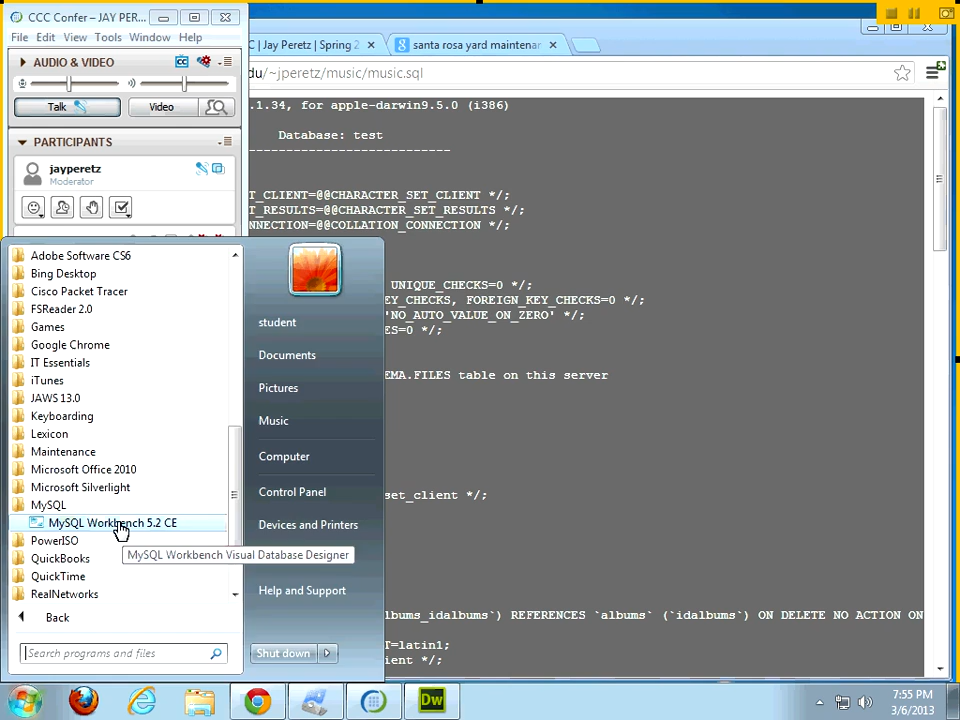 CCC Confer – JAY PER...
File Edit View Tools Window Help
AUDIO & VIDEO
Talk
Video
PARTICIPANTS
jayperetz
Moderator
C | Jay Peretz | Spring 2
santa rosa yard maintenan
du/~jperetz/music/music.sql
.1.34, for apple-darwin9.5.0 (i386)
Database: test
----------------------------
T_CLIENT=@@CHARACTER_SET_CLIENT */;
T_RESULTS=@@CHARACTER_SET_RESULTS */;
ONNECTION=@@COLLATION_CONNECTION */;
UNIQUE_CHECKS=0 */;
EY_CHECKS, FOREIGN_KEY_CHECKS=0 */;
'NO_AUTO_VALUE_ON_ZERO' */;
ES=0 */;
EMA.FILES table on this server
set_client */;
lbums_idalbums`) REFERENCES `albums` (`idalbums`) ON DELETE NO ACTION ON
T=latin1;
ient */;
Adobe Software CS6
Bing Desktop
Cisco Packet Tracer
FSReader 2.0
Games
Google Chrome
IT Essentials
iTunes
JAWS 13.0
Keyboarding
Lexicon
Maintenance
Microsoft Office 2010
Microsoft Silverlight
MySQL
MySQL Workbench 5.2 CE
PowerISO
QuickBooks
QuickTime
RealNetworks
Back
Search programs and files
MySQL Workbench Visual Database Designer
student
Documents
Pictures
Music
Computer
Control Panel
Devices and Printers
Help and Support
Shut down
Dw
7:55 PM
3/6/2013